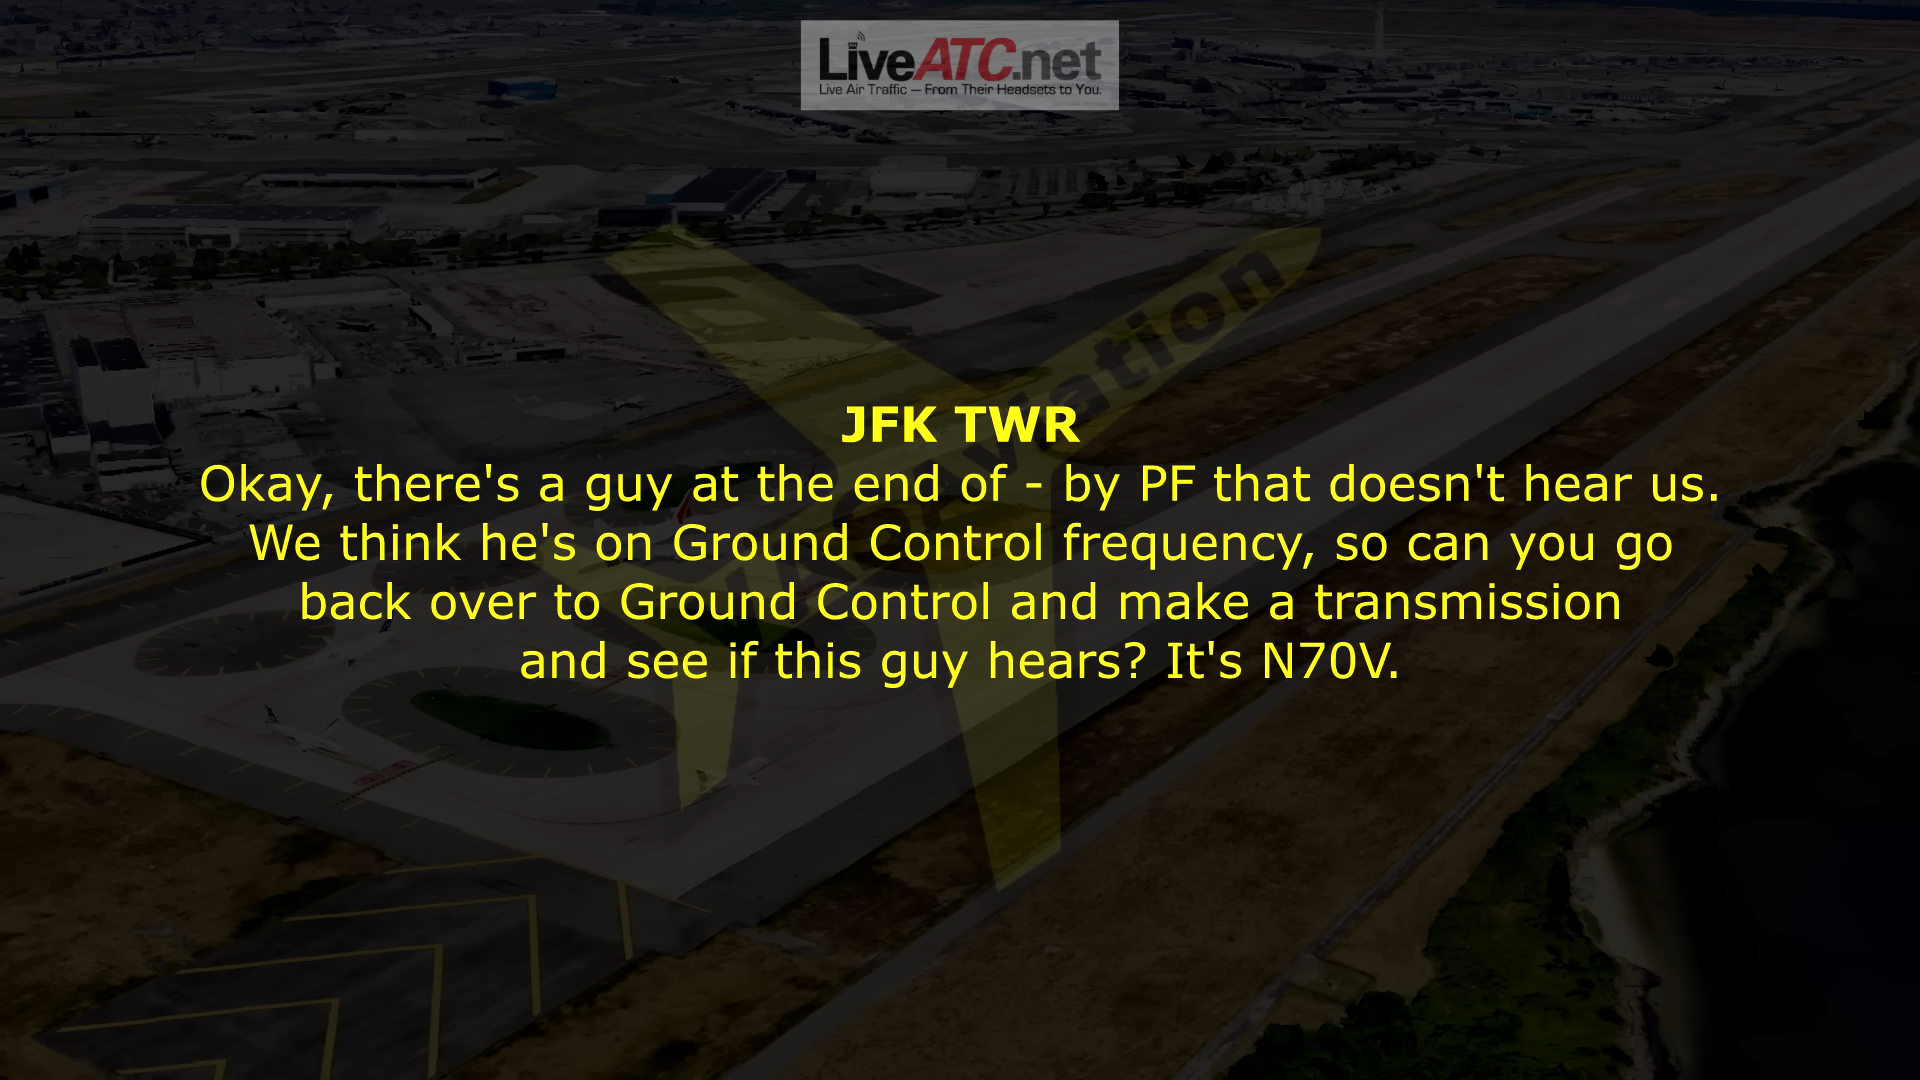 LiveATC.net
Live Air Traffic — From Their Headsets to You.
VASAviation
JFK TWR
Okay, there's a guy at the end of - by PF that doesn't hear us.
We think he's on Ground Control frequency, so can you go
back over to Ground Control and make a transmission
and see if this guy hears? It's N70V.